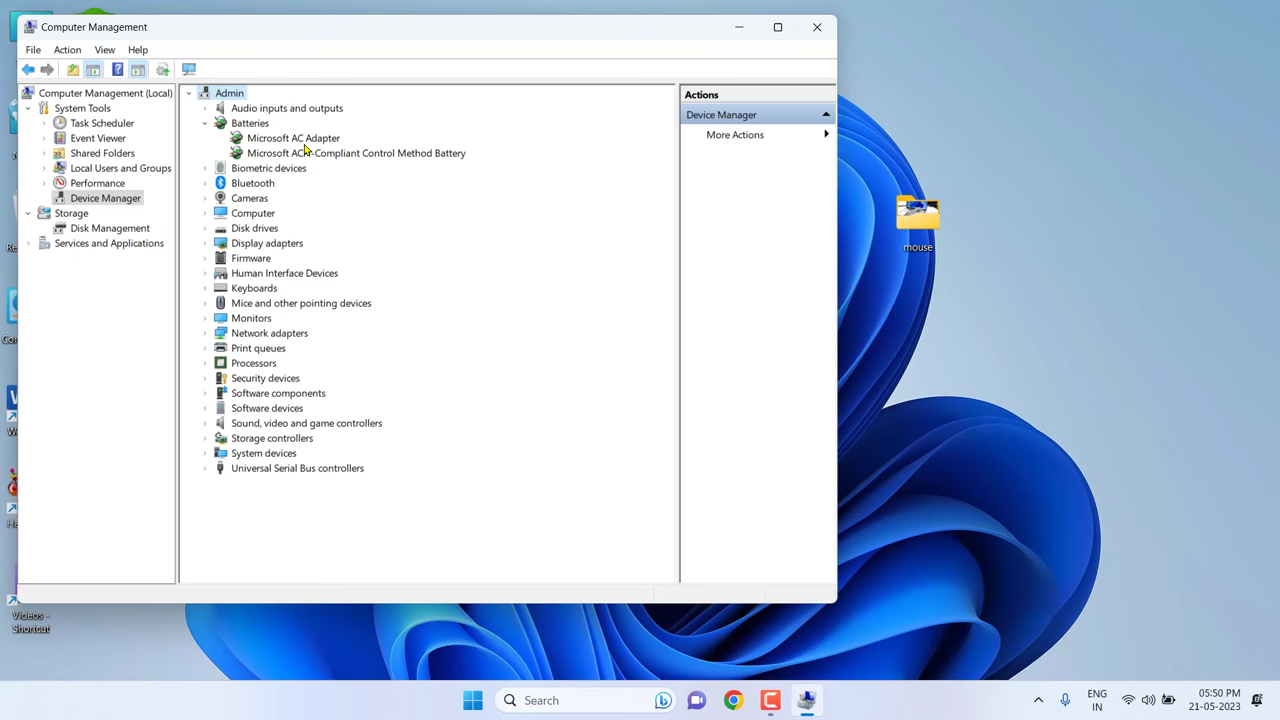 Computer Management
File Action View Help
Computer Management (Local)
System Tools
Task Scheduler
Event Viewer
Shared Folders
Local Users and Groups
Performance
Device Manager
Storage
Disk Management
Services and Applications
Admin
Audio inputs and outputs
Batteries
Microsoft AC Adapter
Microsoft Compliant Control Method Battery
Biometric devices
Bluetooth
Cameras
Computer
Disk drives
Display adapters
Firmware
Human Interface Devices
Keyboards
Mice and other pointing devices
Monitors
Network adapters
Print queues
Processors
Security devices
Software components
Software devices
Sound, video and game controllers
Storage controllers
System devices
Universal Serial Bus controllers
Actions
Device Manager
More Actions
mouse
Videos -
Shortcut
Search
ENG
IN
05:50 PM
21-05-2023